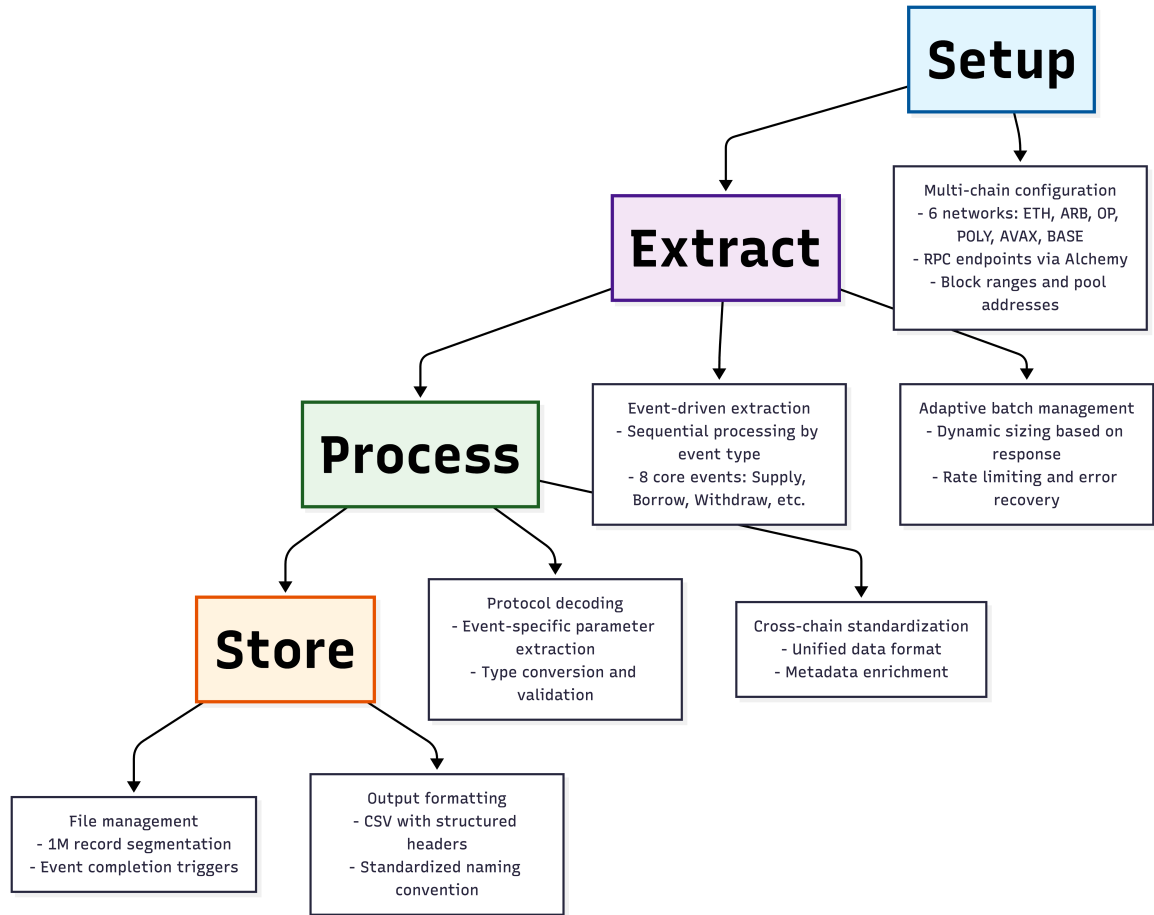 Setup
Multi-chain configuration
- 6 networks: ETH, ARB, OP,
POLY, AVAX, BASE
- RPC endpoints via Alchemy
- Block ranges and pool
addresses
Extract
Event-driven extraction
- Sequential processing by
event type
- 8 core events: Supply,
Borrow, Withdraw, etc.
Adaptive batch management
- Dynamic sizing based on
response
- Rate limiting and error
recovery
Process
Protocol decoding
- Event-specific parameter
extraction
- Type conversion and
validation
Cross-chain standardization
- Unified data format
- Metadata enrichment
Store
File management
- 1M record segmentation
- Event completion triggers
Output formatting
- CSV with structured
headers
- Standardized naming
convention